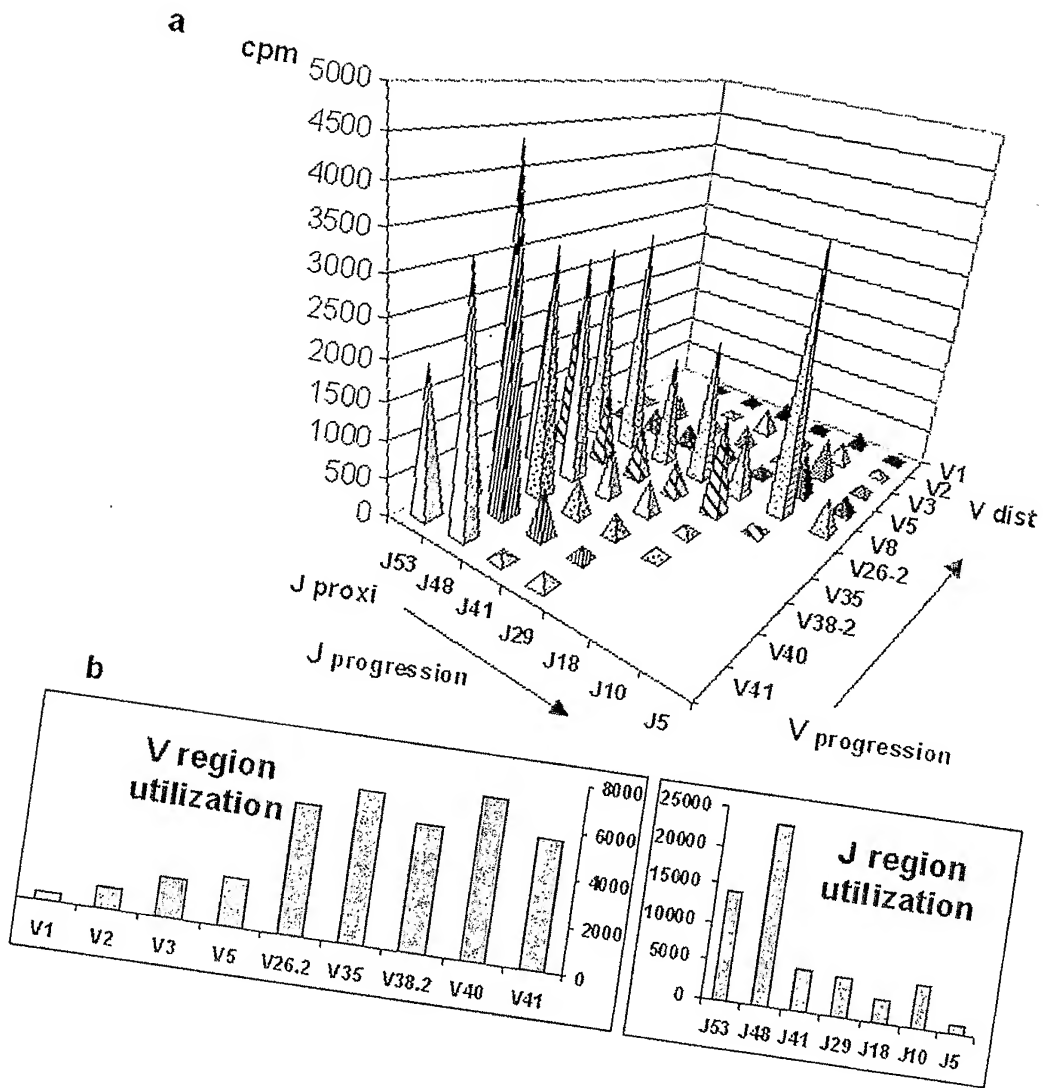 a
cpm
5000
4500
4000
3500
3000
2500
2000
1500
1000
500
0
J53
J48
J41
J29
J18
J10
J5
J proxi
J progression
V1
V2
V3
V5
V8
V26-2
V35
V38-2
V40
V41
V dist
V progression
b
V region
utilization
8000
6000
4000
2000
0
V1 V2 V3 V5 V26.2 V35 V38.2 V40 V41
J region
utilization
25000
20000
15000
10000
5000
0
J53 J48 J41 J29 J18 J10 J5